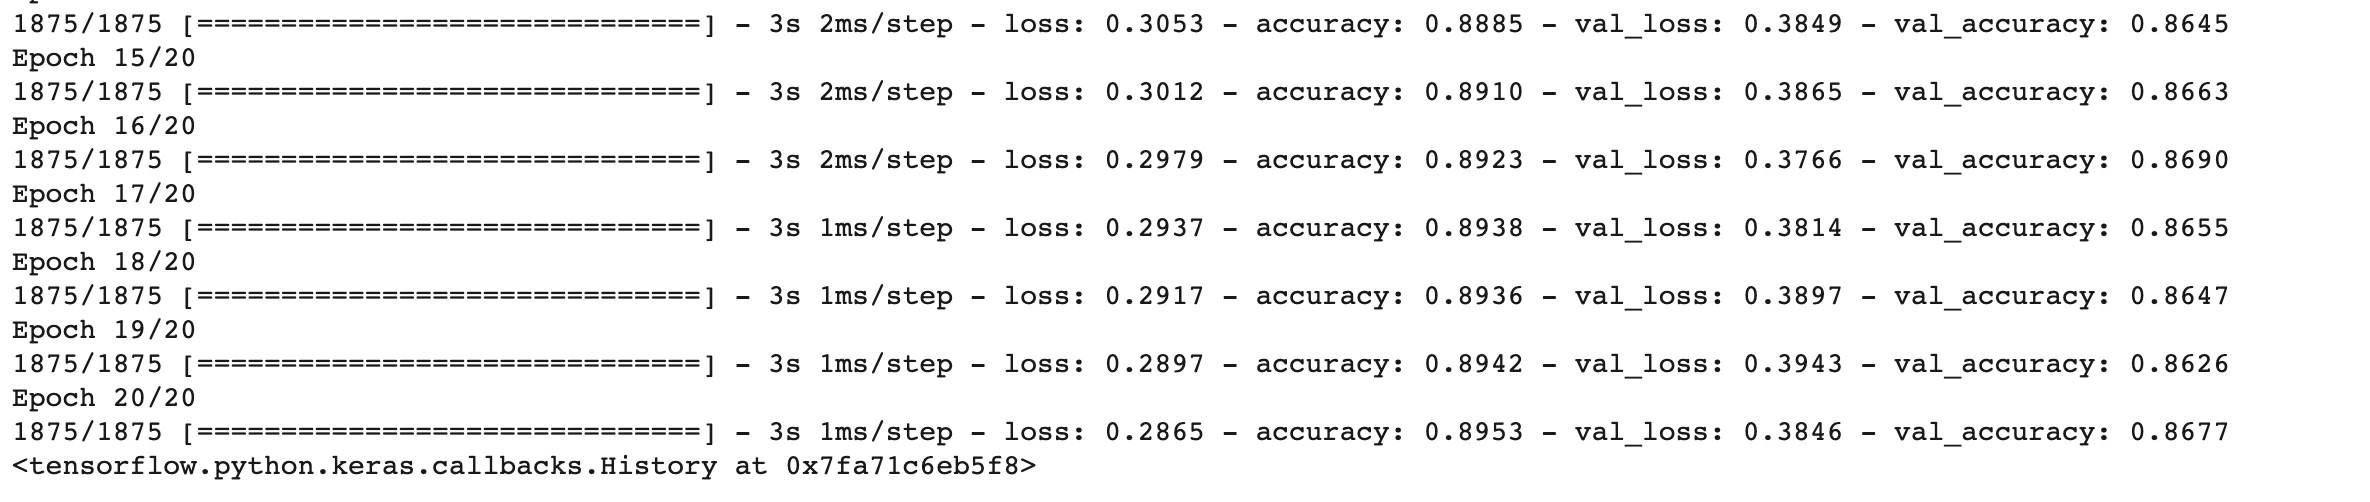 1875/1875 [==============================] - 3s 2ms/step - loss: 0.3053 - accuracy: 0.8885 - val_loss: 0.3849 - val_accuracy: 0.8645
Epoch 15/20
1875/1875 [==============================] - 3s 2ms/step - loss: 0.3012 - accuracy: 0.8910 - val_loss: 0.3865 - val_accuracy: 0.8663
Epoch 16/20
1875/1875 [==============================] - 3s 2ms/step - loss: 0.2979 - accuracy: 0.8923 - val_loss: 0.3766 - val_accuracy: 0.8690
Epoch 17/20
1875/1875 [==============================] - 3s 1ms/step - loss: 0.2937 - accuracy: 0.8938 - val_loss: 0.3814 - val_accuracy: 0.8655
Epoch 18/20
1875/1875 [==============================] - 3s 1ms/step - loss: 0.2917 - accuracy: 0.8936 - val_loss: 0.3897 - val_accuracy: 0.8647
Epoch 19/20
1875/1875 [==============================] - 3s 1ms/step - loss: 0.2897 - accuracy: 0.8942 - val_loss: 0.3943 - val_accuracy: 0.8626
Epoch 20/20
1875/1875 [==============================] - 3s 1ms/step - loss: 0.2865 - accuracy: 0.8953 - val_loss: 0.3846 - val_accuracy: 0.8677
<tensorflow.python.keras.callbacks.History at 0x7fa71c6eb5f8>